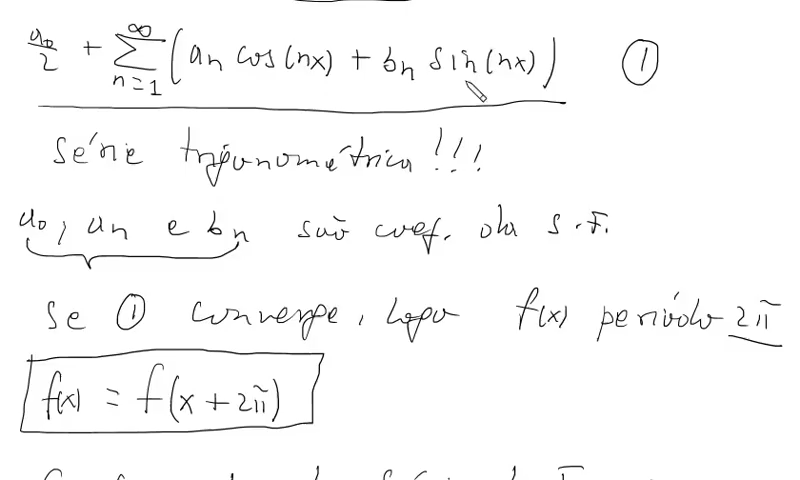 a₀/2 + ∑_{n=1}^{∞} (an cos(nx) + bn sin(nx)) ①
Série trigonométrica!!!
a₀, an e bn são coef. da S.F.
Se ① converge, logo f(x) período 2π
f(x) = f(x + 2π)